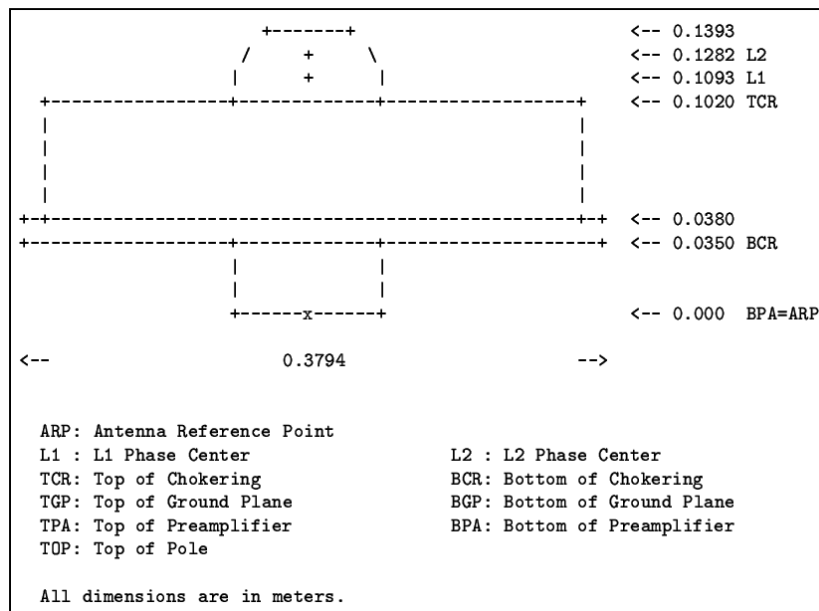 +-------+                             <-- 0.1393
                       /     +     \                           <-- 0.1282 L2
                      |      +      |                          <-- 0.1093 L1
   +------------------+-------------+------------------+       <-- 0.1020 TCR
   |                                                   |
   |                                                   |
   |                                                   |
   |                                                   |
 +-+---------------------------------------------------+-+     <-- 0.0380
 +--------------------+-------------+--------------------+     <-- 0.0350 BCR
                      |             |
                      |             |
                      +------x------+                          <-- 0.000  BPA=ARP
 <--                      0.3794                       -->
ARP: Antenna Reference Point
L1 : L1 Phase Center                   L2 : L2 Phase Center
TCR: Top of Chokering                  BCR: Bottom of Chokering
TGP: Top of Ground Plane               BGP: Bottom of Ground Plane
TPA: Top of Preamplifier               BPA: Bottom of Preamplifier
TOP: Top of Pole
All dimensions are in meters.